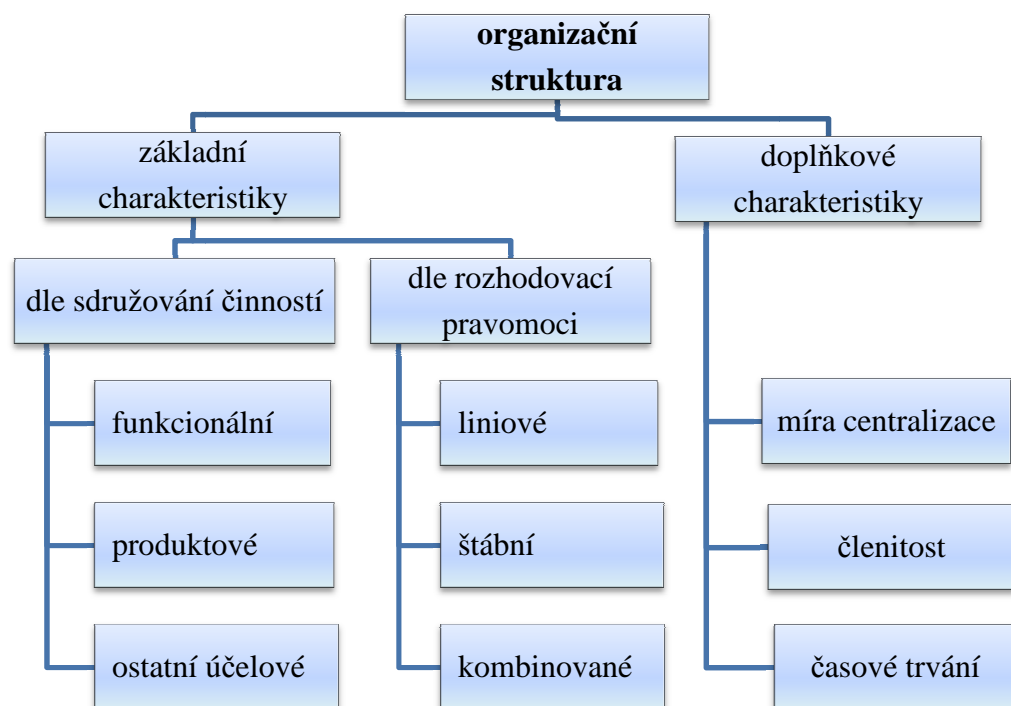 organizační
struktura
základní
charakteristiky
doplňkové
charakteristiky
dle sdružování činností
dle rozhodovací
pravomoci
funkcionální
produktové
ostatní účelové
liniové
štábní
kombinované
míra centralizace
členitost
časové trvání